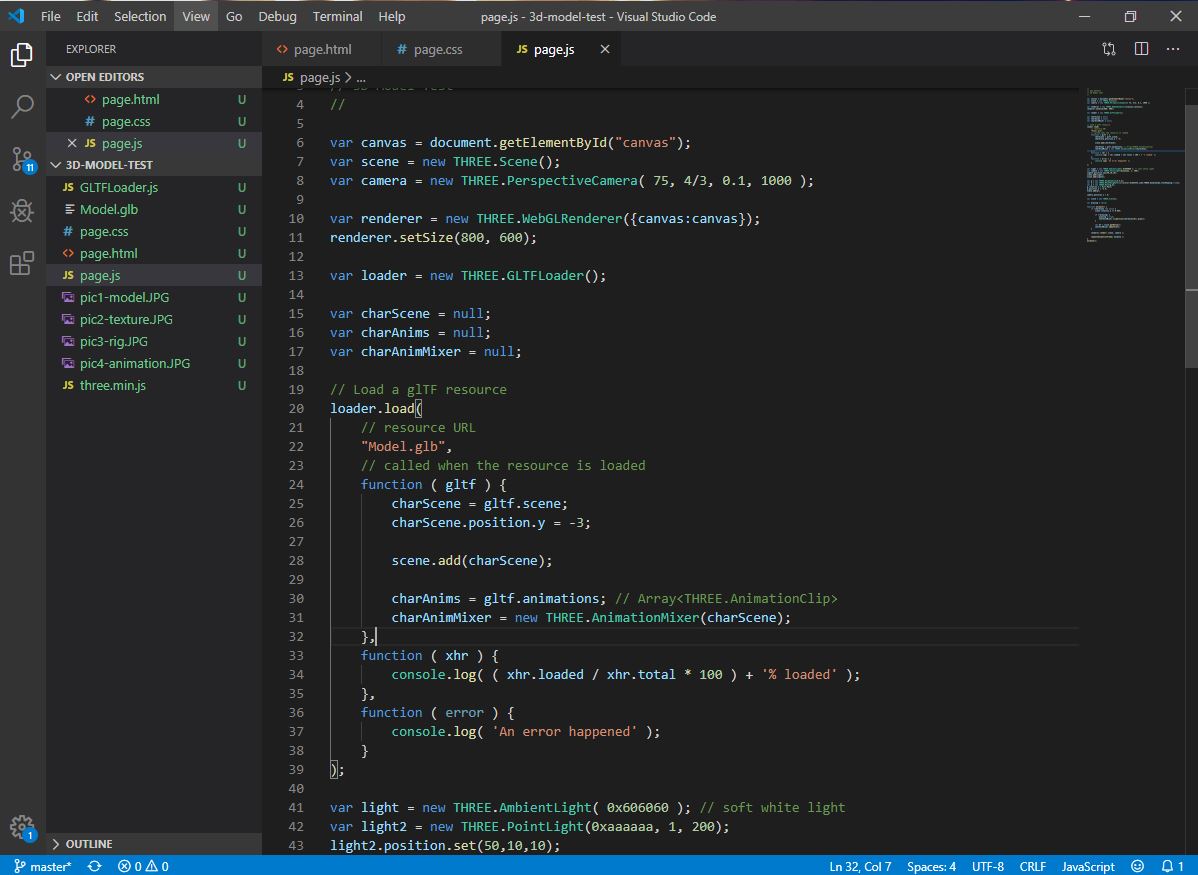 File Edit Selection View Go Debug Terminal Help
page.js - 3d-model-test - Visual Studio Code
EXPLORER
OPEN EDITORS
<> page.html U
# page.css U
JS page.js U
3D-MODEL-TEST
JS GLTFLoader.js U
Model.glb U
# page.css U
<> page.html U
JS page.js U
pic1-model.JPG U
pic2-texture.JPG U
pic3-rig.JPG U
pic4-animation.JPG U
JS three.min.js U
OUTLINE
11
1
<> page.html
# page.css
JS page.js
JS page.js > ...
3 // 3D Model Test
4 //
5
6 var canvas = document.getElementById("canvas");
7 var scene = new THREE.Scene();
8 var camera = new THREE.PerspectiveCamera( 75, 4/3, 0.1, 1000 );
9
10 var renderer = new THREE.WebGLRenderer({canvas:canvas});
11 renderer.setSize(800, 600);
12
13 var loader = new THREE.GLTFLoader();
14
15 var charScene = null;
16 var charAnims = null;
17 var charAnimMixer = null;
18
19 // Load a glTF resource
20 loader.load(
21 // resource URL
22 "Model.glb",
23 // called when the resource is loaded
24 function ( gltf ) {
25 charScene = gltf.scene;
26 charScene.position.y = -3;
27
28 scene.add(charScene);
29
30 charAnims = gltf.animations; // Array<THREE.AnimationClip>
31 charAnimMixer = new THREE.AnimationMixer(charScene);
32 },
33 function ( xhr ) {
34 console.log( ( xhr.loaded / xhr.total * 100 ) + '% loaded' );
35 },
36 function ( error ) {
37 console.log( 'An error happened' );
38 }
39 );
40
41 var light = new THREE.AmbientLight( 0x606060 ); // soft white light
42 var light2 = new THREE.PointLight(0xaaaaaa, 1, 200);
43 light2.position.set(50,10,10);
master* 0 0
Ln 32, Col 7 Spaces: 4 UTF-8 CRLF JavaScript 1